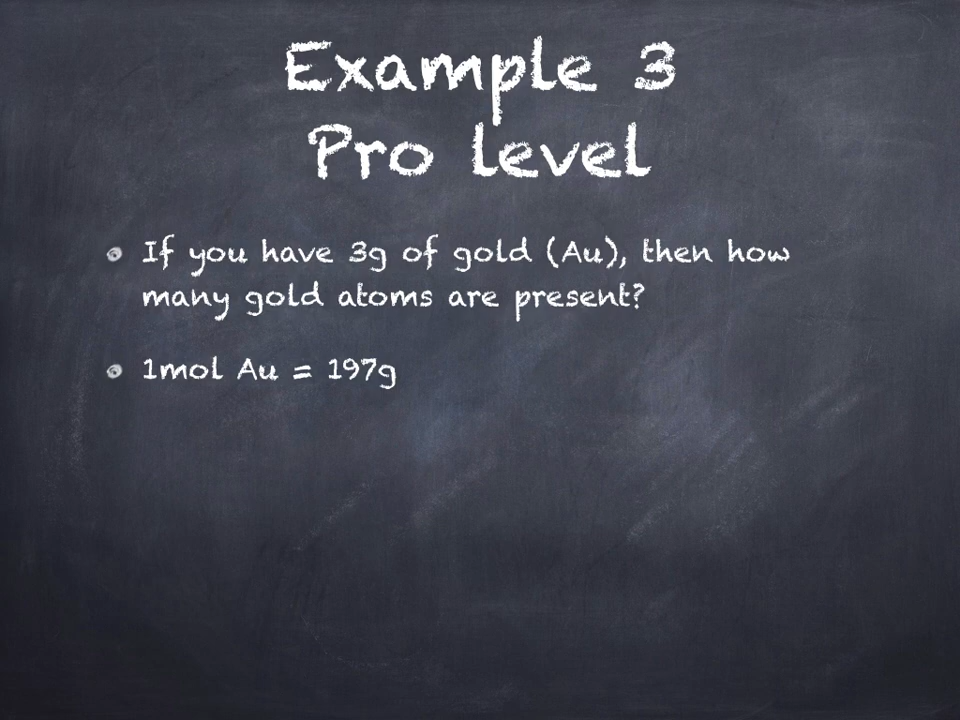 Example 3
Pro level
If you have 3g of gold (Au), then how
many gold atoms are present?
1mol Au = 197g